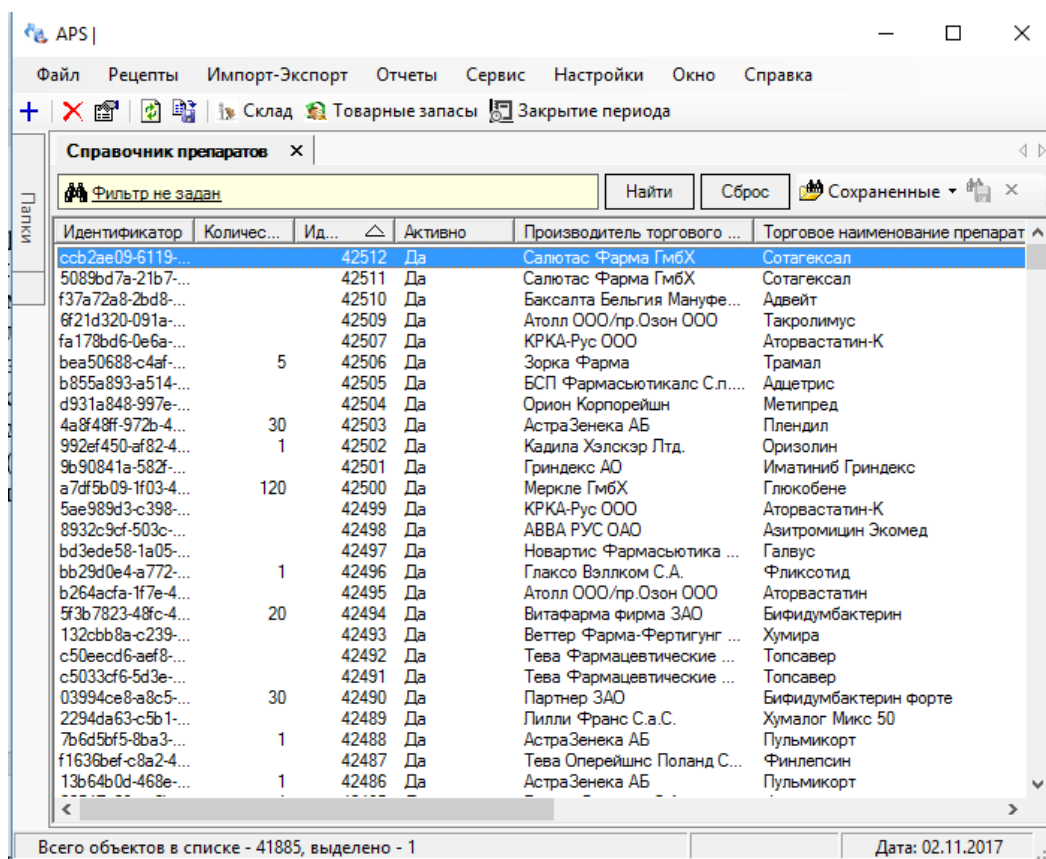 APS |
Файл Рецепты Импорт-Экспорт Отчеты Сервис Настройки Окно Справка
Склад Товарные запасы Закрытие периода
Папки
Справочник препаратов
Фильтр не задан Найти Сброс Сохраненные
Идентификатор Количес... Ид... Активно Производитель торгового ... Торговое наименование препарат
ccb2ae09-6119-... 42512 Да Салютас Фарма ГмбХ Сотагексал
5089bd7a-21b7-... 42511 Да Салютас Фарма ГмбХ Сотагексал
f37a72a8-2bd8-... 42510 Да Баксалта Бельгия Мануфе... Адвейт
6f21d320-091a-... 42509 Да Атолл ООО/пр.Озон ООО Такролимус
fa178bd6-0e6a-... 42507 Да КРКА-Рус ООО Аторвастатин-К
bea50688-c4af-... 5 42506 Да Зорка Фарма Трамал
b855a893-a514-... 42505 Да БСП Фармасьютикалс С.п.... Адцетрис
d931a848-997e-... 42504 Да Орион Корпорейшн Метипред
4a8f48ff-972b-4... 30 42503 Да АстраЗенека АБ Плендил
992ef450-af82-4... 1 42502 Да Кадила Хэлскэр Лтд. Оризолин
9b90841a-582f-... 42501 Да Гриндекс АО Иматиниб Гриндекс
a7df5b09-1f03-4... 120 42500 Да Меркле ГмбХ Глюкобене
5ae989d3-c398-... 42499 Да КРКА-Рус ООО Аторвастатин-К
8932c9cf-503c-... 42498 Да АВВА РУС ОАО Азитромицин Экомед
bd3ede58-1a05-... 42497 Да Новартис Фармасьютика ... Галвус
bb29d0e4-a772-... 1 42496 Да Глаксо Вэллком С.А. Фликсотид
b264acfa-1f7e-4... 42495 Да Атолл ООО/пр.Озон ООО Аторвастатин
5f3b7823-48fc-4... 20 42494 Да Витафарма фирма ЗАО Бифидумбактерин
132cbb8a-c239-... 42493 Да Веттер Фарма-Фертигунг ... Хумира
c50eecd6-aef8-... 42492 Да Тева Фармацевтические ... Топсавер
c5033cf6-5d3e-... 42491 Да Тева Фармацевтические ... Топсавер
03994ce8-a8c5-... 30 42490 Да Партнер ЗАО Бифидумбактерин форте
2294da63-c5b1-... 42489 Да Лилли Франс С.а.С. Хумалог Микс 50
7b6d5bf5-8ba3-... 1 42488 Да АстраЗенека АБ Пульмикорт
f1636bef-c8a2-4... 42487 Да Тева Оперейшнс Поланд С... Финлепсин
13b64b0d-468e-... 1 42486 Да АстраЗенека АБ Пульмикорт
Всего объектов в списке - 41885, выделено - 1 Дата: 02.11.2017